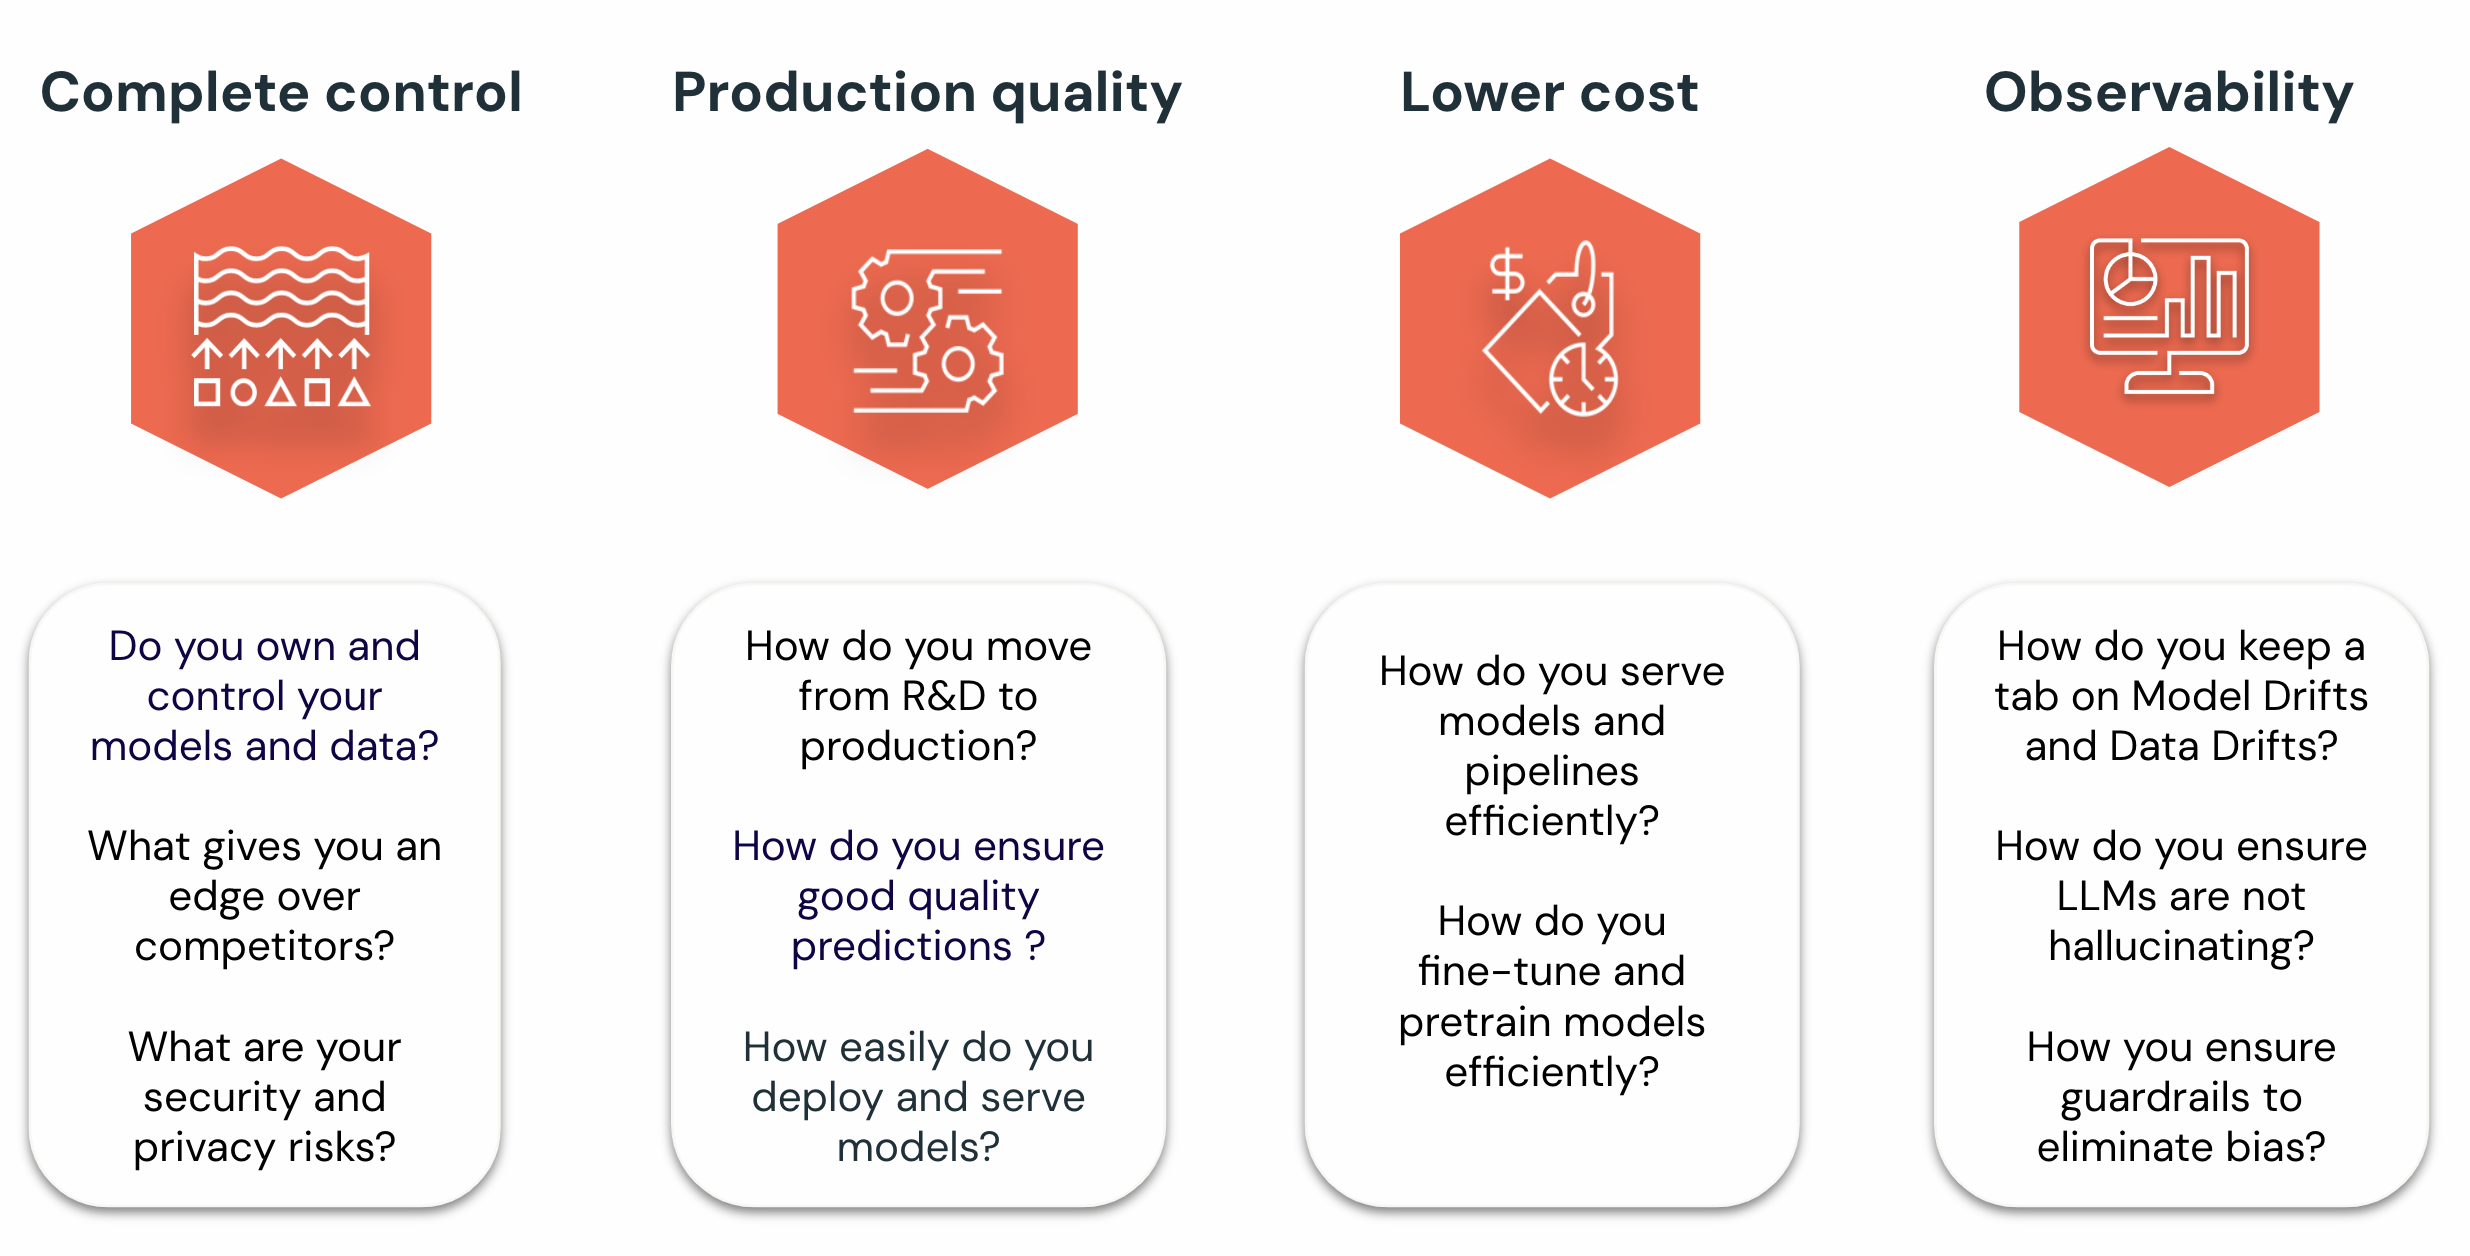 Complete control
Do you own and
control your
models and data?
What gives you an
edge over
competitors?
What are your
security and
privacy risks?
Production quality
How do you move
from R&D to
production?
How do you ensure
good quality
predictions ?
How easily do you
deploy and serve
models?
Lower cost
$
How do you serve
models and
pipelines
efficiently?
How do you
fine-tune and
pretrain models
efficiently?
Observability
How do you keep a
tab on Model Drifts
and Data Drifts?
How do you ensure
LLMs are not
hallucinating?
How you ensure
guardrails to
eliminate bias?